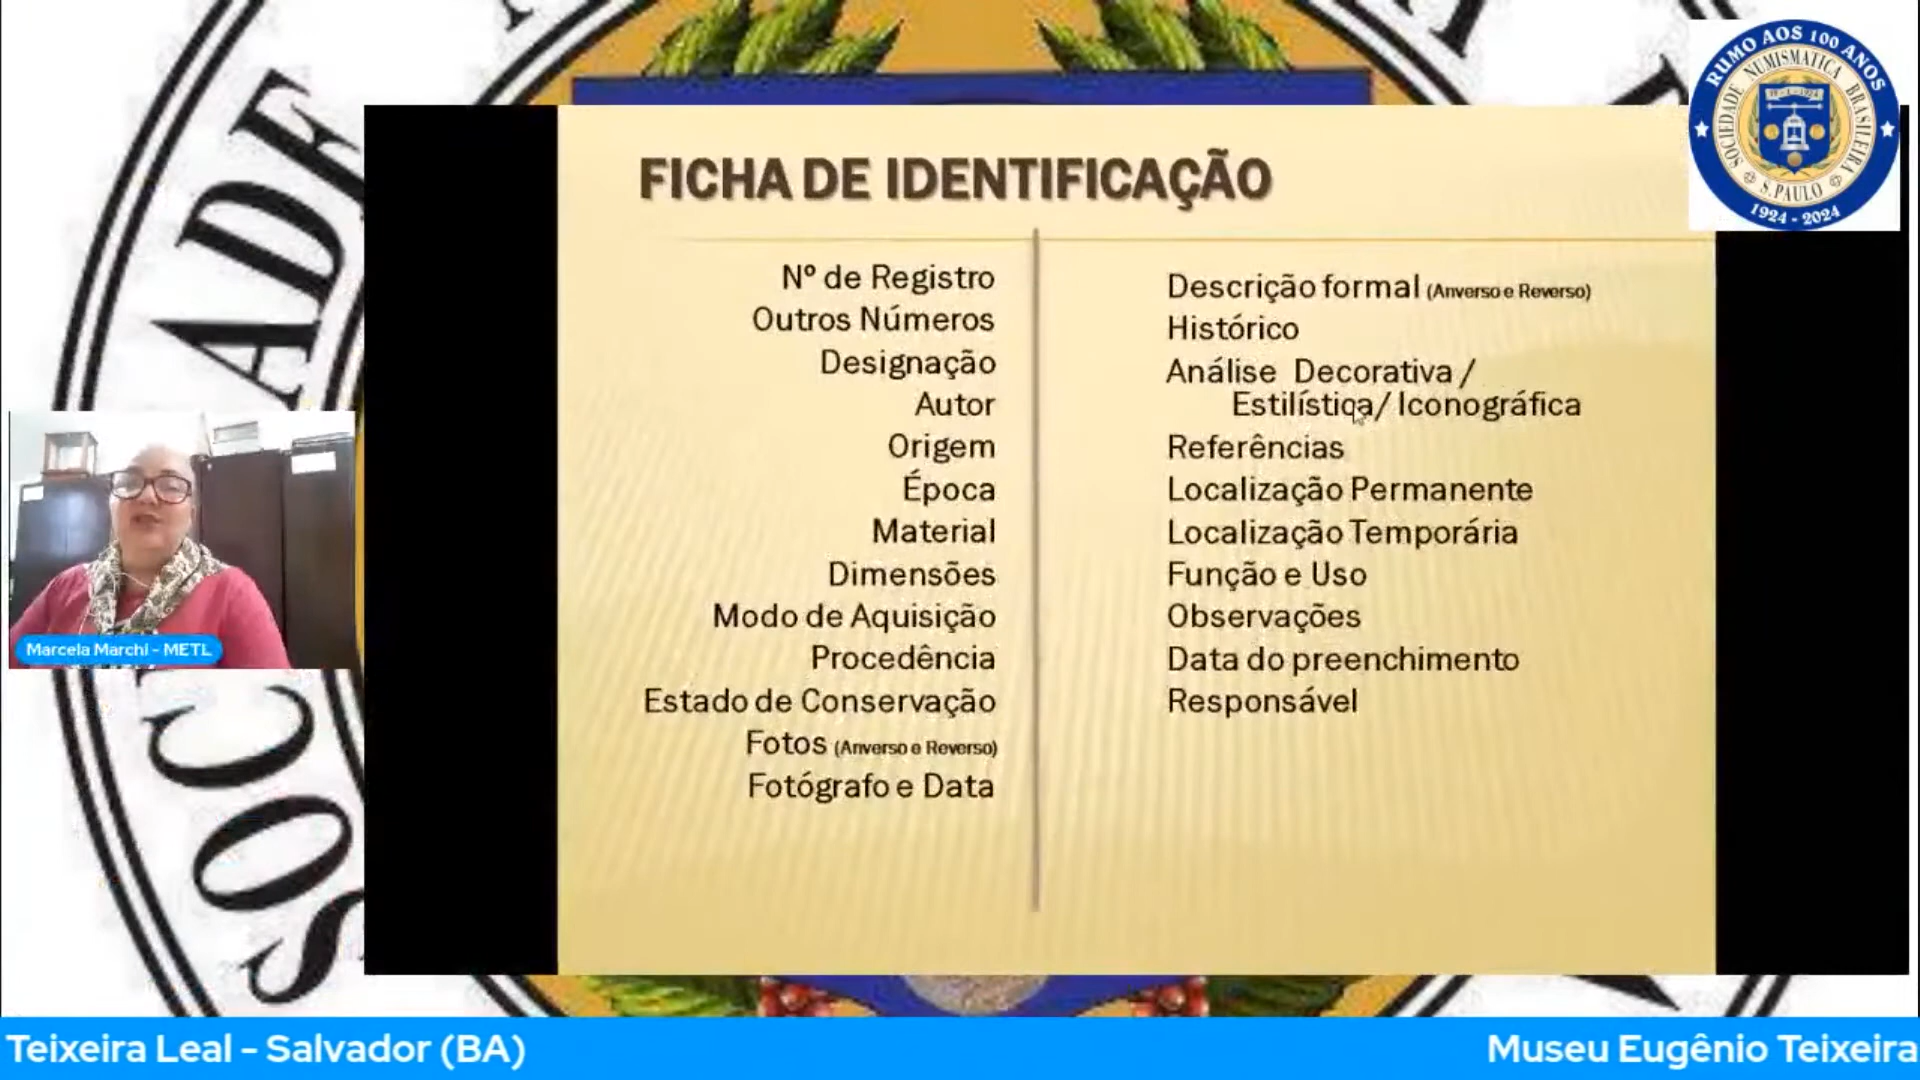 RUMO AOS 100 ANOS
SOCIEDADE NUMISMATICA BRASILEIRA
S. PAULO
1924 - 2024
FICHA DE IDENTIFICAÇÃO
Nº de Registro
Outros Números
Designação
Autor
Origem
Época
Material
Dimensões
Modo de Aquisição
Procedência
Estado de Conservação
Fotos (Anverso e Reverso)
Fotógrafo e Data
Descrição formal (Anverso e Reverso)
Histórico
Análise Decorativa /
Estilística/ Iconográfica
Referências
Localização Permanente
Localização Temporária
Função e Uso
Observações
Data do preenchimento
Responsável
Marcela Marchi - METL
SOC
ADE
Teixeira Leal - Salvador (BA)
Museu Eugênio Teixeira